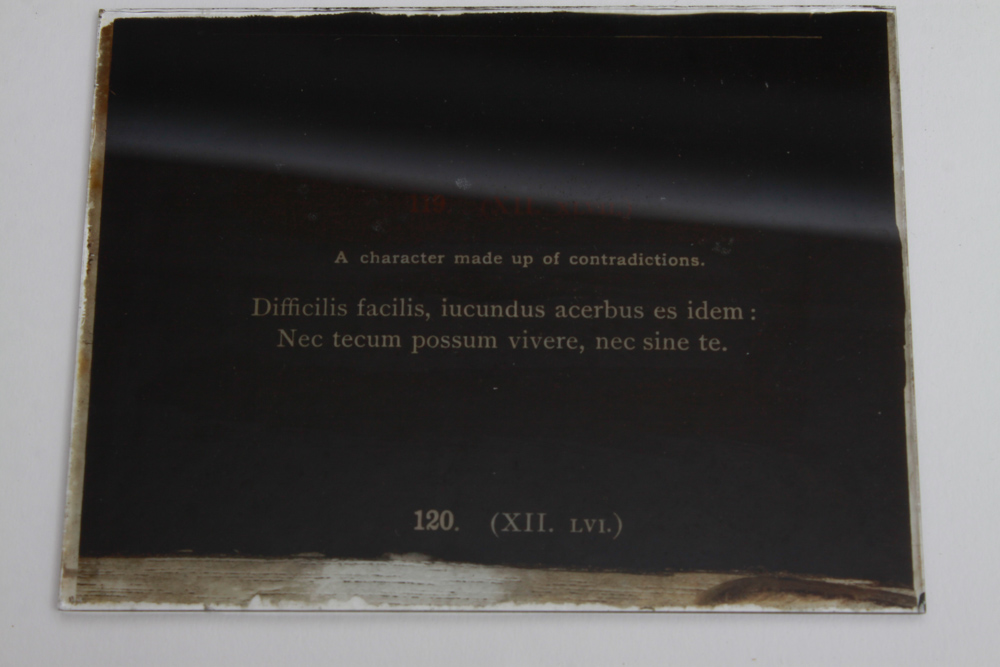 A character made up of contradictions.
Difficilis facilis, iucundus acerbus es idem :
Nec tecum possum vivere, nec sine te.
120. (XII. LVI.)